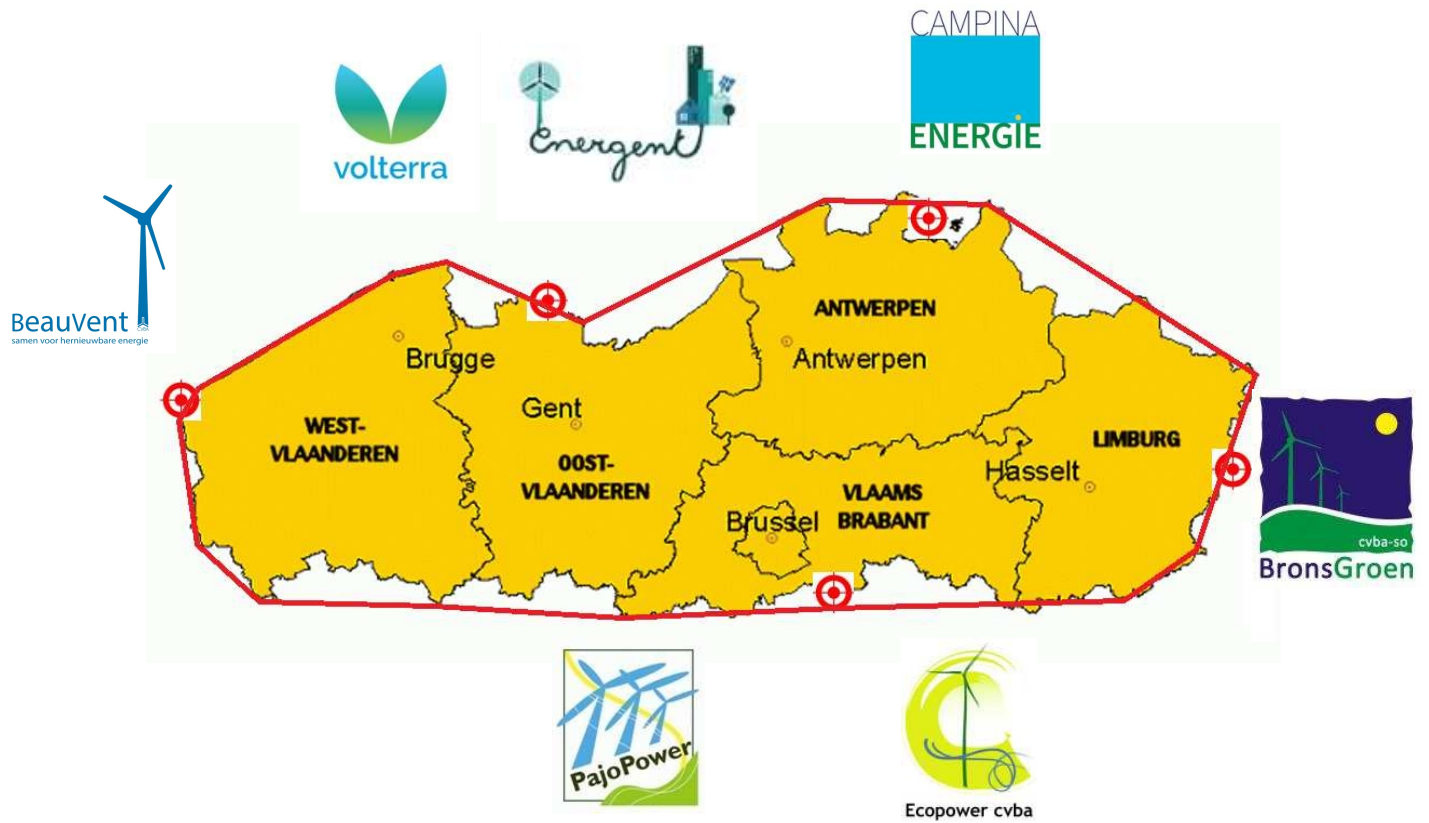 CAMPINA
ENERGIE
volterra
Energent
BeauVent
samen voor hernieuwbare energie
ANTWERPEN
Brugge
Antwerpen
Gent
WEST-
VLAANDEREN
OOST-
VLAANDEREN
LIMBURG
Hasselt
VLAAMS
BRABANT
Brussel
cvba-so
BronsGroen
PajoPower
Ecopower cvba